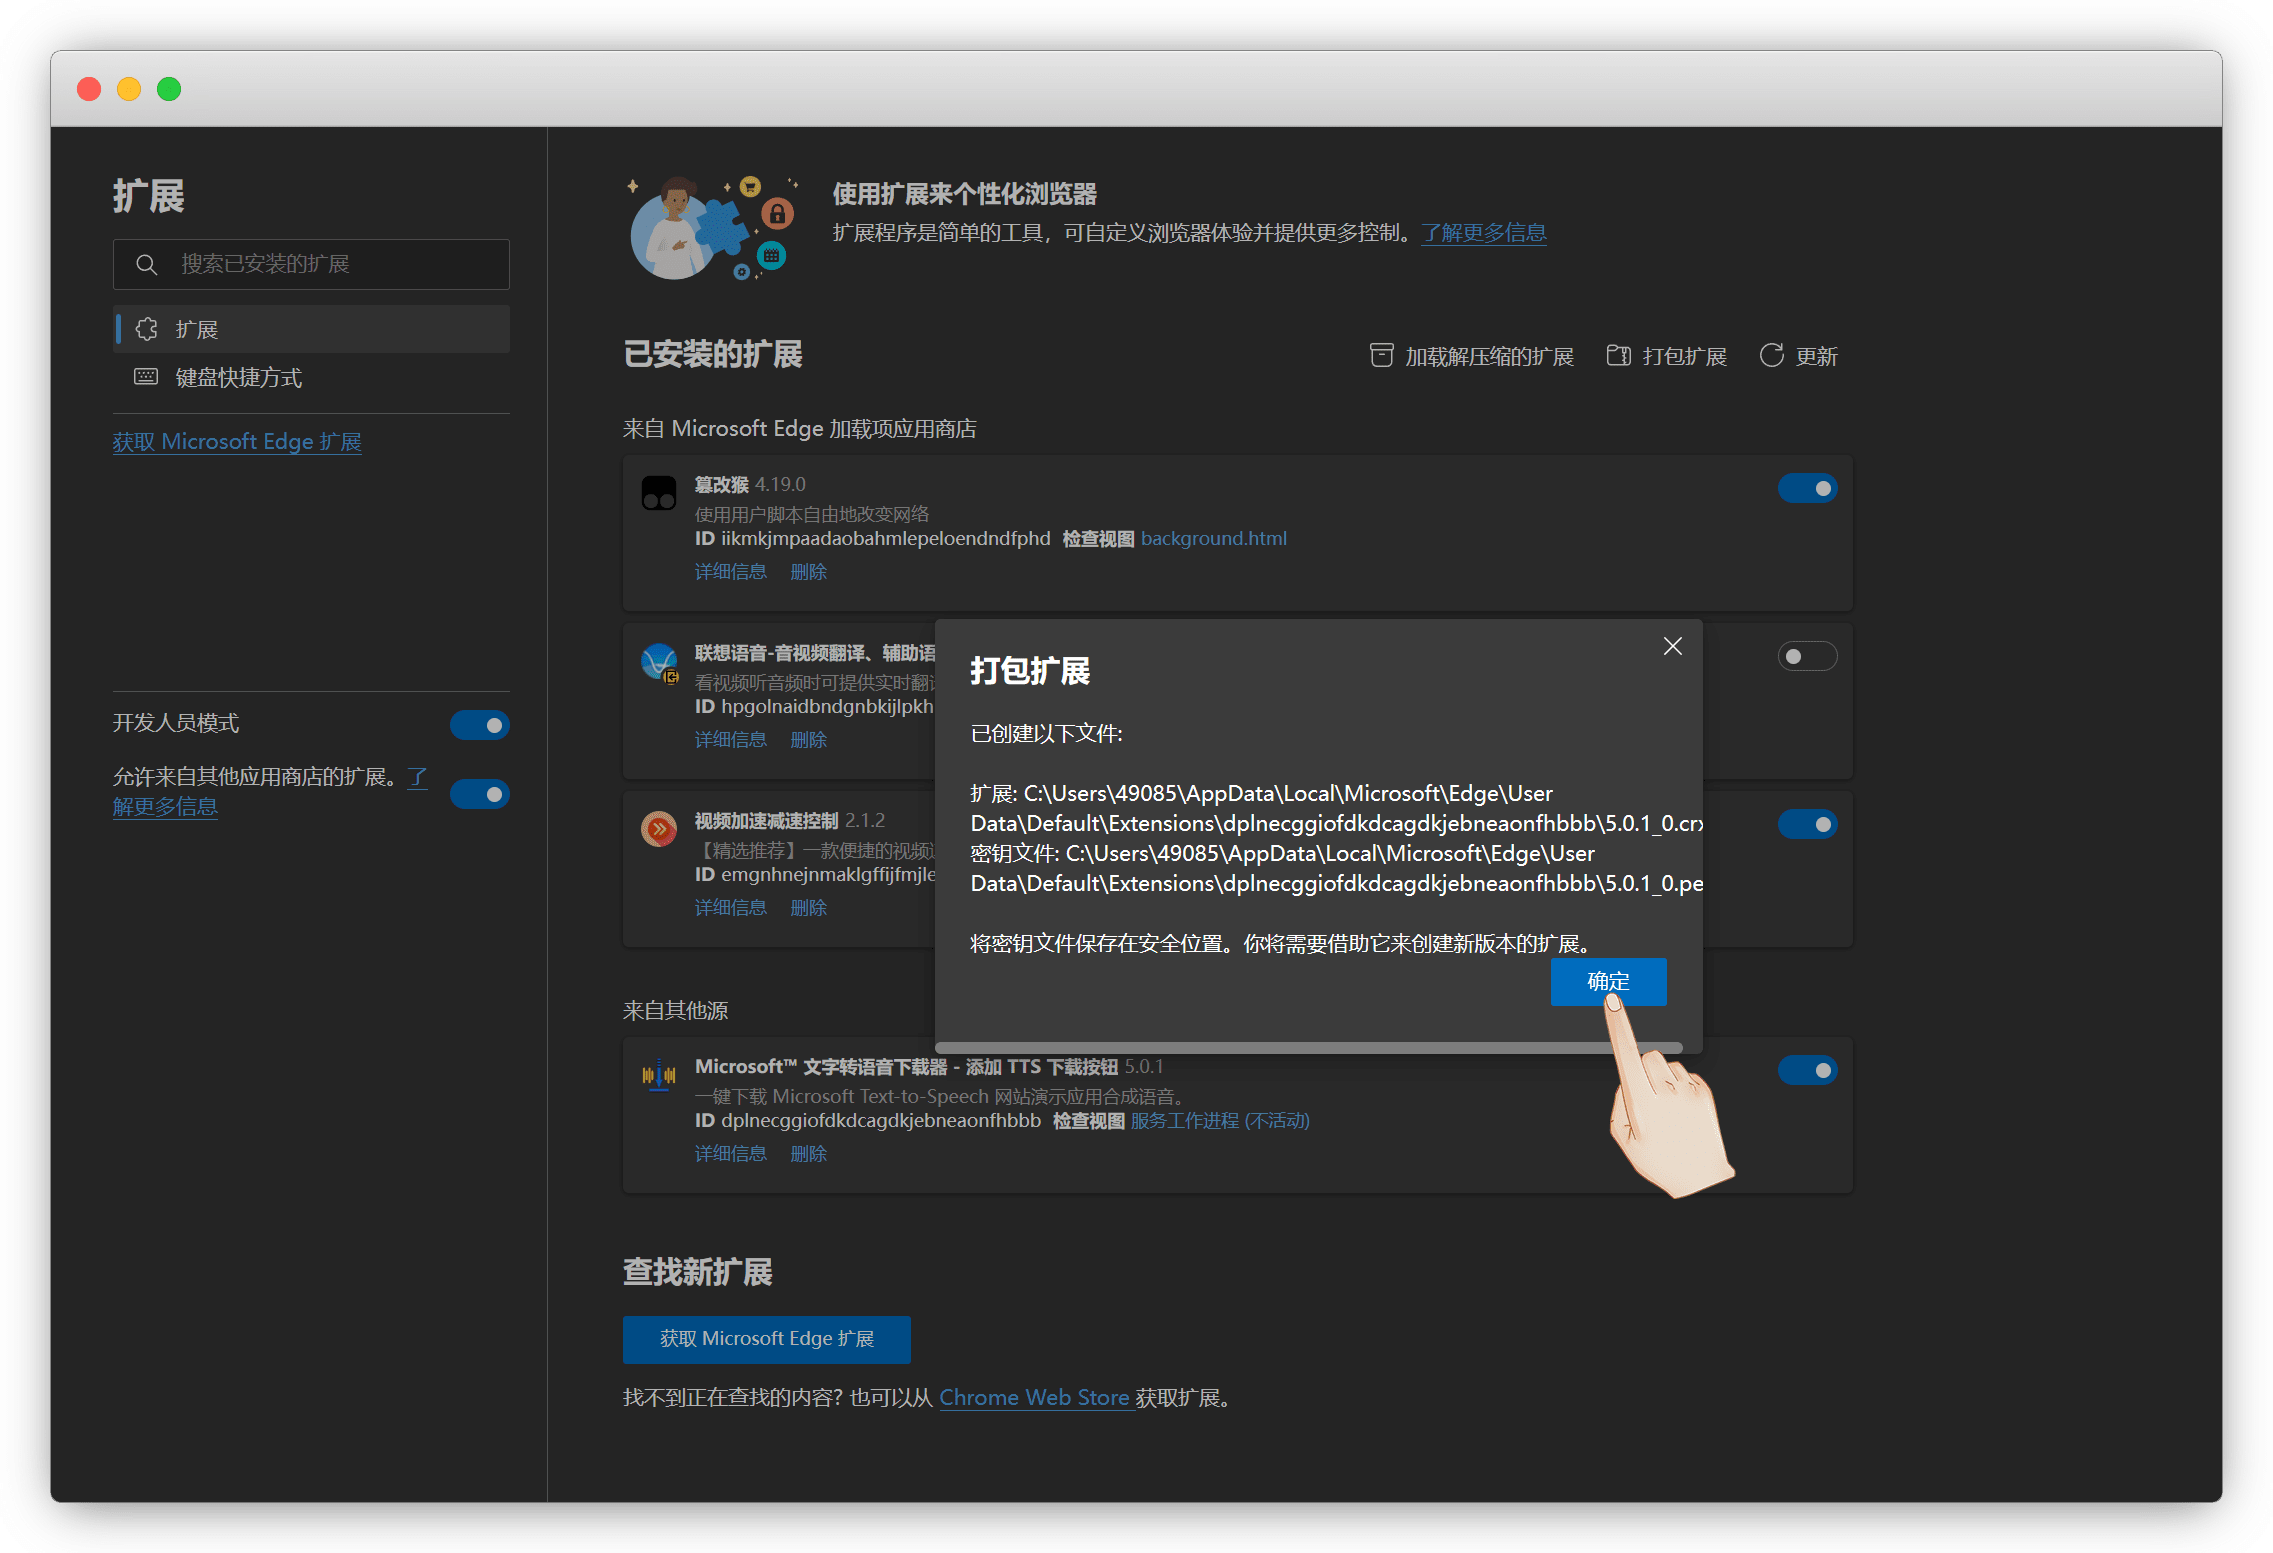 扩展
搜索已安装的扩展
扩展
键盘快捷方式
获取 Microsoft Edge 扩展
开发人员模式
允许来自其他应用商店的扩展。了
解更多信息
使用扩展来个性化浏览器
扩展程序是简单的工具，可自定义浏览器体验并提供更多控制。了解更多信息
已安装的扩展
加载解压缩的扩展 打包扩展 更新
来自 Microsoft Edge 加载项应用商店
篡改猴 4.19.0
使用用户脚本自由地改变网络
ID iikmkjmpaadaobahmlepeloendndfphd 检查视图 background.html
详细信息 删除
联想语音-音视频翻译、辅助语
看视频听音频时可提供实时翻
ID hpgolnaidbndgnbkijlpkh
详细信息 删除
视频加速减速控制 2.1.2
【精选推荐】一款便捷的视频
ID emgnhnejnmaklgffijfmjle
详细信息 删除
打包扩展
已创建以下文件:
扩展: C:\Users\49085\AppData\Local\Microsoft\Edge\User
Data\Default\Extensions\dplnecggiofdkdcagdkjebneaonfhbbb\5.0.1_0.crx
密钥文件: C:\Users\49085\AppData\Local\Microsoft\Edge\User
Data\Default\Extensions\dplnecggiofdkdcagdkjebneaonfhbbb\5.0.1_0.pe
将密钥文件保存在安全位置。你将需要借助它来创建新版本的扩展。
确定
来自其他源
Microsoft™ 文字转语音下载器 - 添加 TTS 下载按钮 5.0.1
一键下载 Microsoft Text-to-Speech 网站演示应用合成语音。
ID dplnecggiofdkdcagdkjebneaonfhbbb 检查视图 服务工作进程 (不活动)
详细信息 删除
查找新扩展
获取 Microsoft Edge 扩展
找不到正在查找的内容? 也可以从 Chrome Web Store 获取扩展。